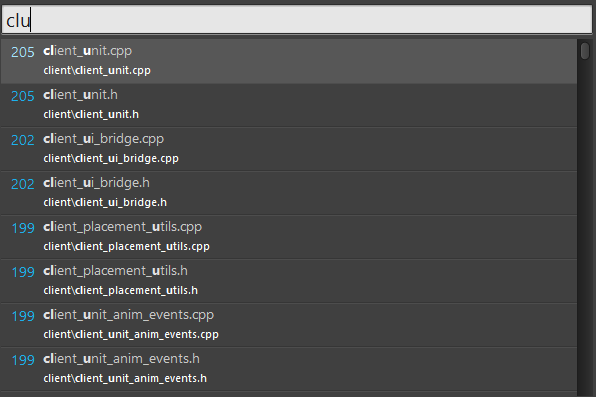 clu
205 client_unit.cpp
client\client_unit.cpp
205 client_unit.h
client\client_unit.h
202 client_ui_bridge.cpp
client\client_ui_bridge.cpp
202 client_ui_bridge.h
client\client_ui_bridge.h
199 client_placement_utils.cpp
client\client_placement_utils.cpp
199 client_placement_utils.h
client\client_placement_utils.h
199 client_unit_anim_events.cpp
client\client_unit_anim_events.cpp
199 client_unit_anim_events.h
client\client_unit_anim_events.h